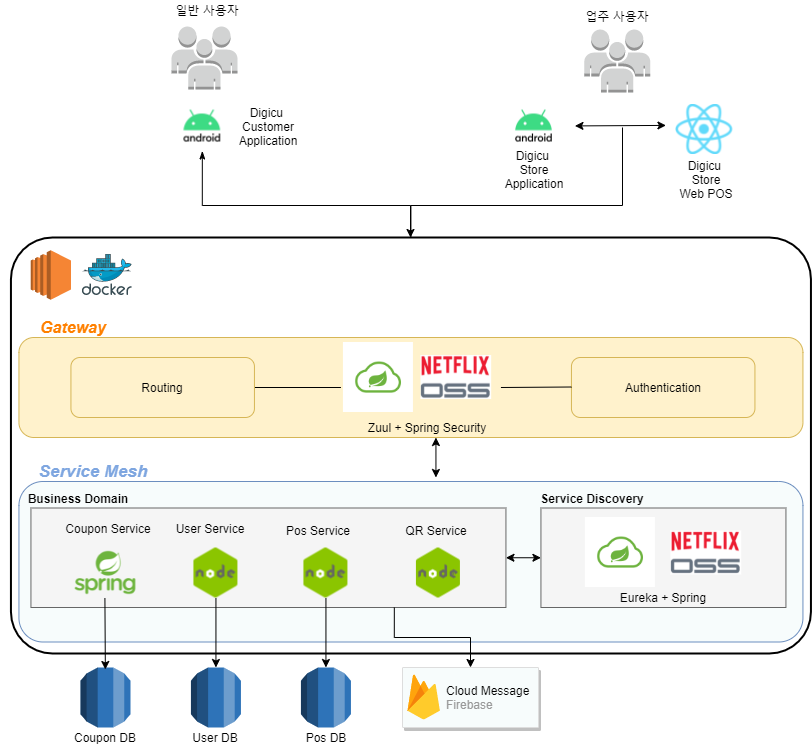 일반 사용자
업주 사용자
android
Digicu
Customer
Application
android
Digicu
Store
Application
Digicu
Store
Web POS
docker
Gateway
Routing
NETFLIX
OSS
Authentication
Zuul + Spring Security
Service Mesh
Business Domain
Service Discovery
Coupon Service
User Service
Pos Service
QR Service
spring
node
node
node
NETFLIX
OSS
Eureka + Spring
Cloud Message
Firebase
Coupon DB
User DB
Pos DB